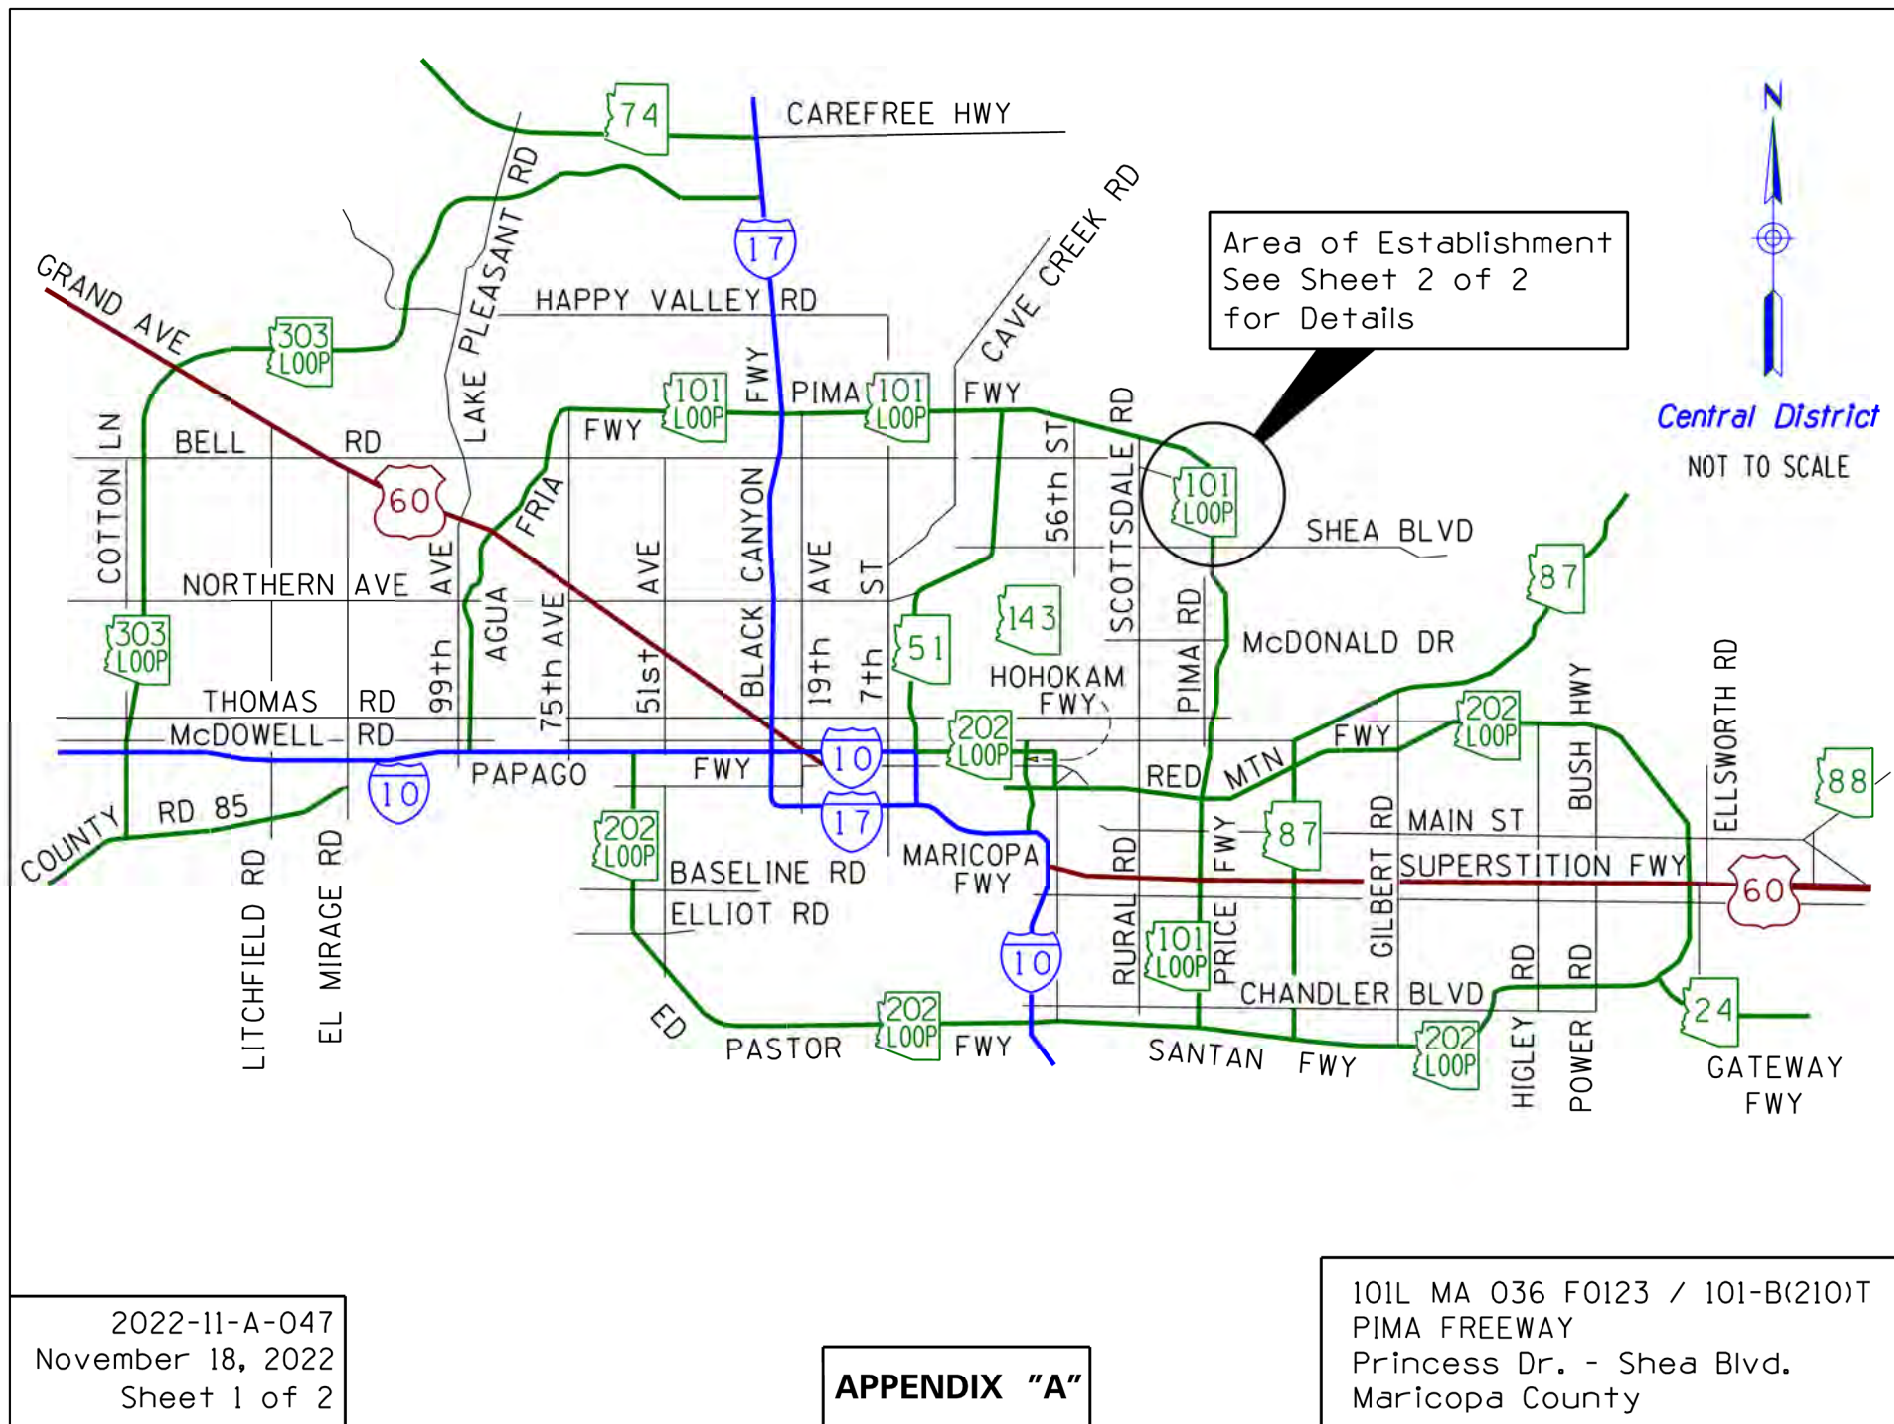 74
CAREFREE HWY
N
LAKE PLEASANT RD
17
CAVE CREEK RD
Area of Establishment
See Sheet 2 of 2
for Details
GRAND AVE
HAPPY VALLEY RD
303
LOOP
101
LOOP
FWY
PIMA
101
LOOP
FWY
Central District
NOT TO SCALE
COTTON LN
BELL RD
FWY
60
FRIA
BLACK CANYON
56th ST
SCOTTSDALE RD
101
LOOP
SHEA BLVD
NORTHERN AVE
99th AVE
AGUA
75th AVE
51st AVE
19th AVE
7th ST
143
87
PIMA RD
McDONALD DR
303
LOOP
51
HOHOKAM
FWY
THOMAS RD
McDOWELL RD
202
LOOP
202
LOOP
BUSH HWY
ELLSWORTH RD
10
PAPAGO FWY
10
RED MTN FWY
88
COUNTY RD 85
202
LOOP
17
MARICOPA
FWY
87
MAIN ST
SUPERSTITION FWY
60
LITCHFIELD RD
EL MIRAGE RD
BASELINE RD
ELLIOT RD
10
RURAL RD
101
LOOP
PRICE FWY
GILBERT RD
CHANDLER BLVD
HIGLEY RD
POWER RD
24
ED
PASTOR
202
LOOP
FWY
SANTAN FWY
202
LOOP
GATEWAY
FWY
2022-11-A-047
November 18, 2022
Sheet 1 of 2
APPENDIX "A"
101L MA 036 F0123 / 101-B(210)T
PIMA FREEWAY
Princess Dr. - Shea Blvd.
Maricopa County